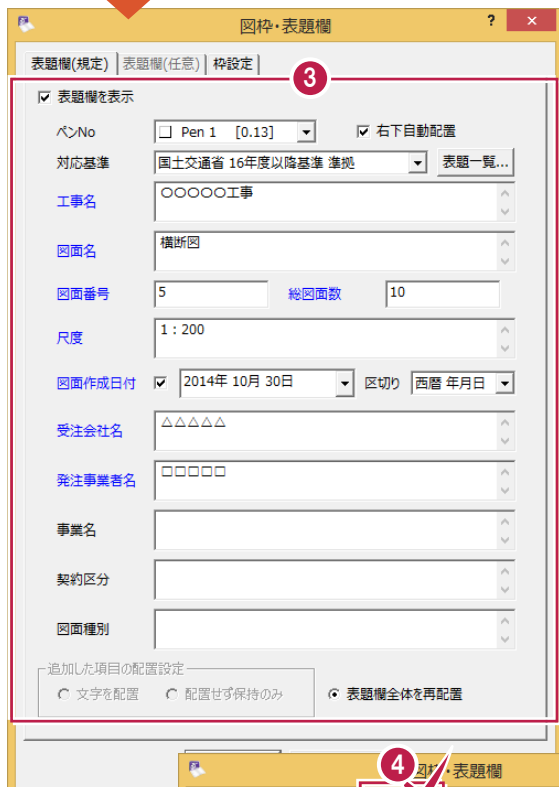 図枠・表題欄 ? ×
表題欄(規定) 表題欄(任意) 枠設定
3
表題欄を表示
ペンNo Pen 1 [0.13] 右下自動配置
対応基準 国土交通省 16年度以降基準 準拠 表題一覧...
工事名 ○○○○○工事
図面名 横断図
図面番号 5 総図面数 10
尺度 1：200
図面作成日付 2014年 10月 30日 区切り 西暦 年月日
受注会社名 △△△△△
発注事業者名 □□□□□
事業名
契約区分
図面種別
追加した項目の配置設定
文字を配置 配置せず保持のみ 表題欄全体を再配置
4 図枠・表題欄